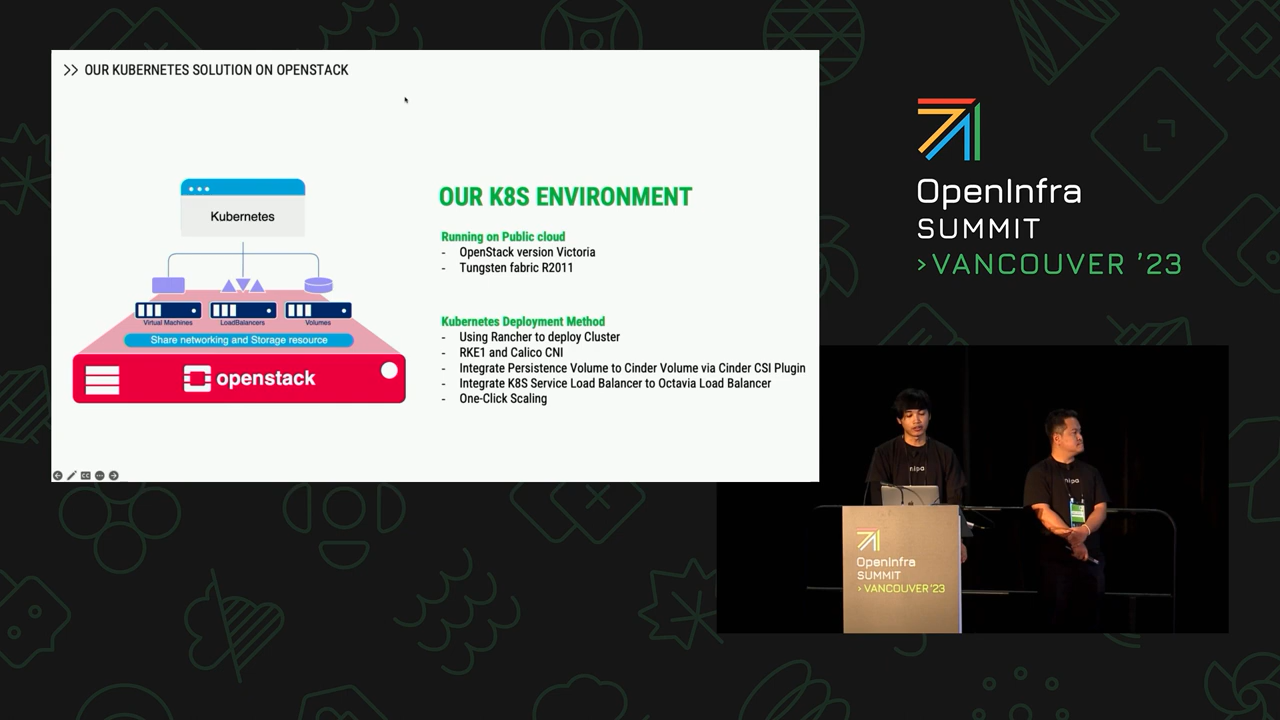 >> OUR KUBERNETES SOLUTION ON OPENSTACK
Kubernetes
Virtual Machines
LoadBalancers
Volumes
Share networking and Storage resource
openstack
OUR K8S ENVIRONMENT
Running on Public cloud
- OpenStack version Victoria
- Tungsten fabric R2011
Kubernetes Deployment Method
- Using Rancher to deploy Cluster
- RKE1 and Calico CNI
- Integrate Persistence Volume to Cinder Volume via Cinder CSI Plugin
- Integrate K8S Service Load Balancer to Octavia Load Balancer
- One-Click Scaling
OpenInfra
SUMMIT
>VANCOUVER '23
nipa
nipa
OpenInfra
SUMMIT
> VANCOUVER '23